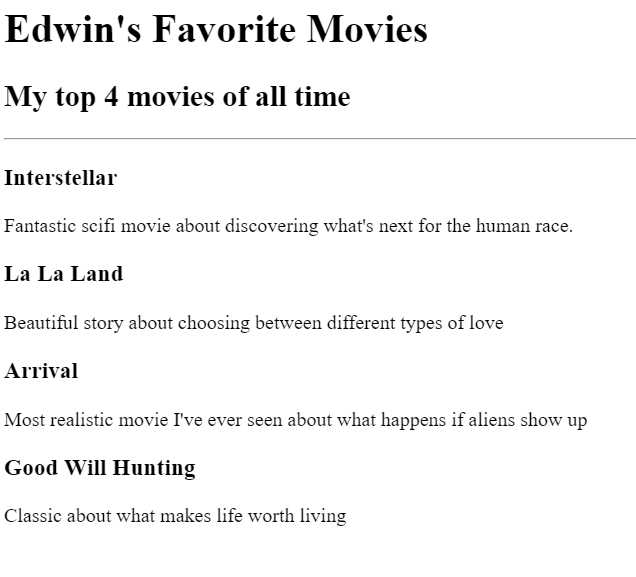 Edwin's Favorite Movies
My top 4 movies of all time
Interstellar
Fantastic scifi movie about discovering what's next for the human race.
La La Land
Beautiful story about choosing between different types of love
Arrival
Most realistic movie I've ever seen about what happens if aliens show up
Good Will Hunting
Classic about what makes life worth living